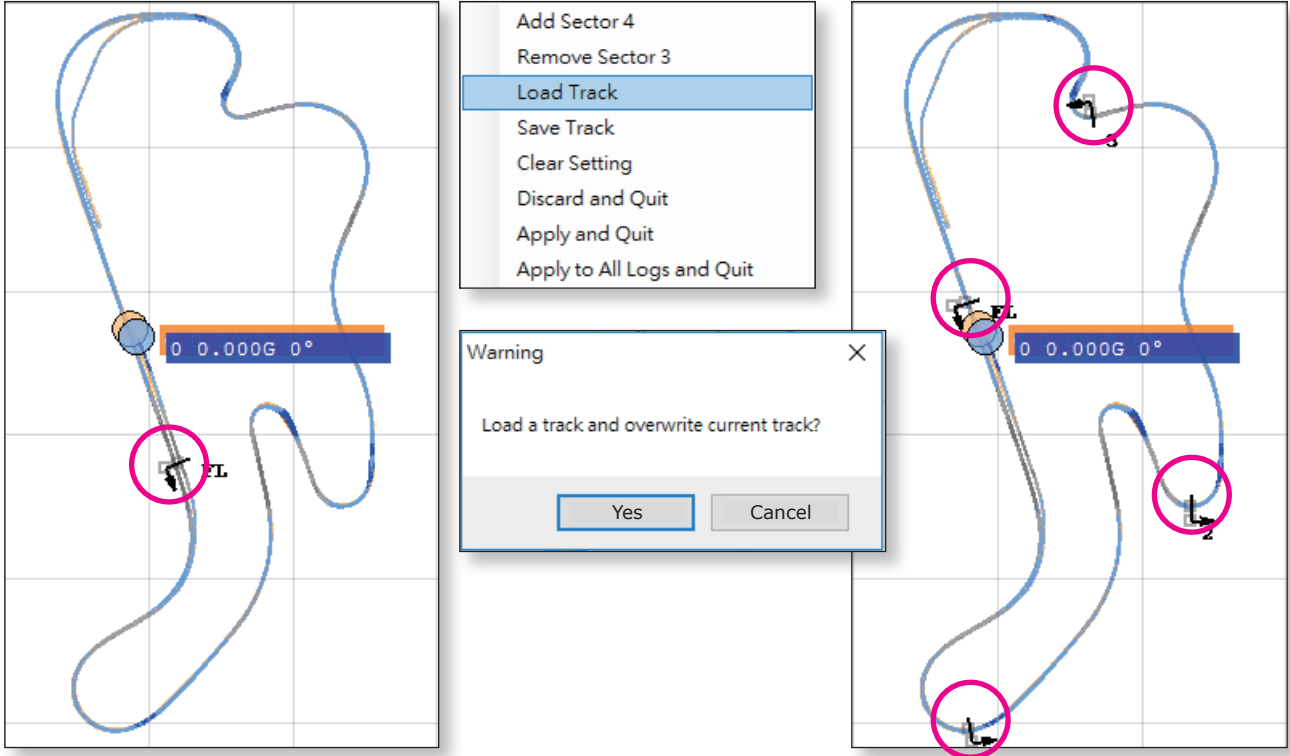 0 0.000G 0°
FL
Add Sector 4
Remove Sector 3
Load Track
Save Track
Clear Setting
Discard and Quit
Apply and Quit
Apply to All Logs and Quit
Warning
Load a track and overwrite current track?
Yes
Cancel
3
FL
0 0.000G 0°
2